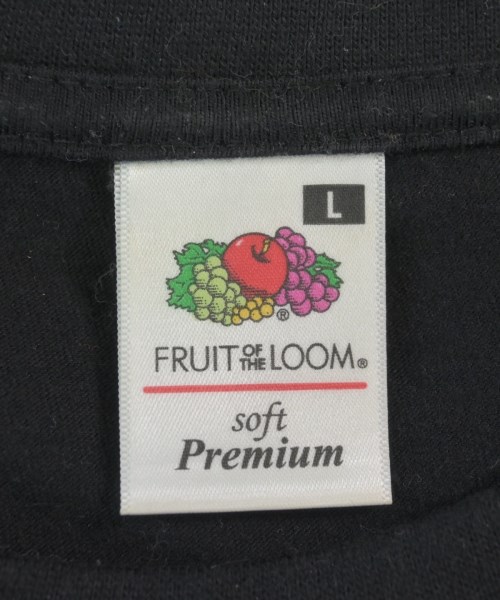 L
®
FRUIT OF THE LOOM®
soft
Premium